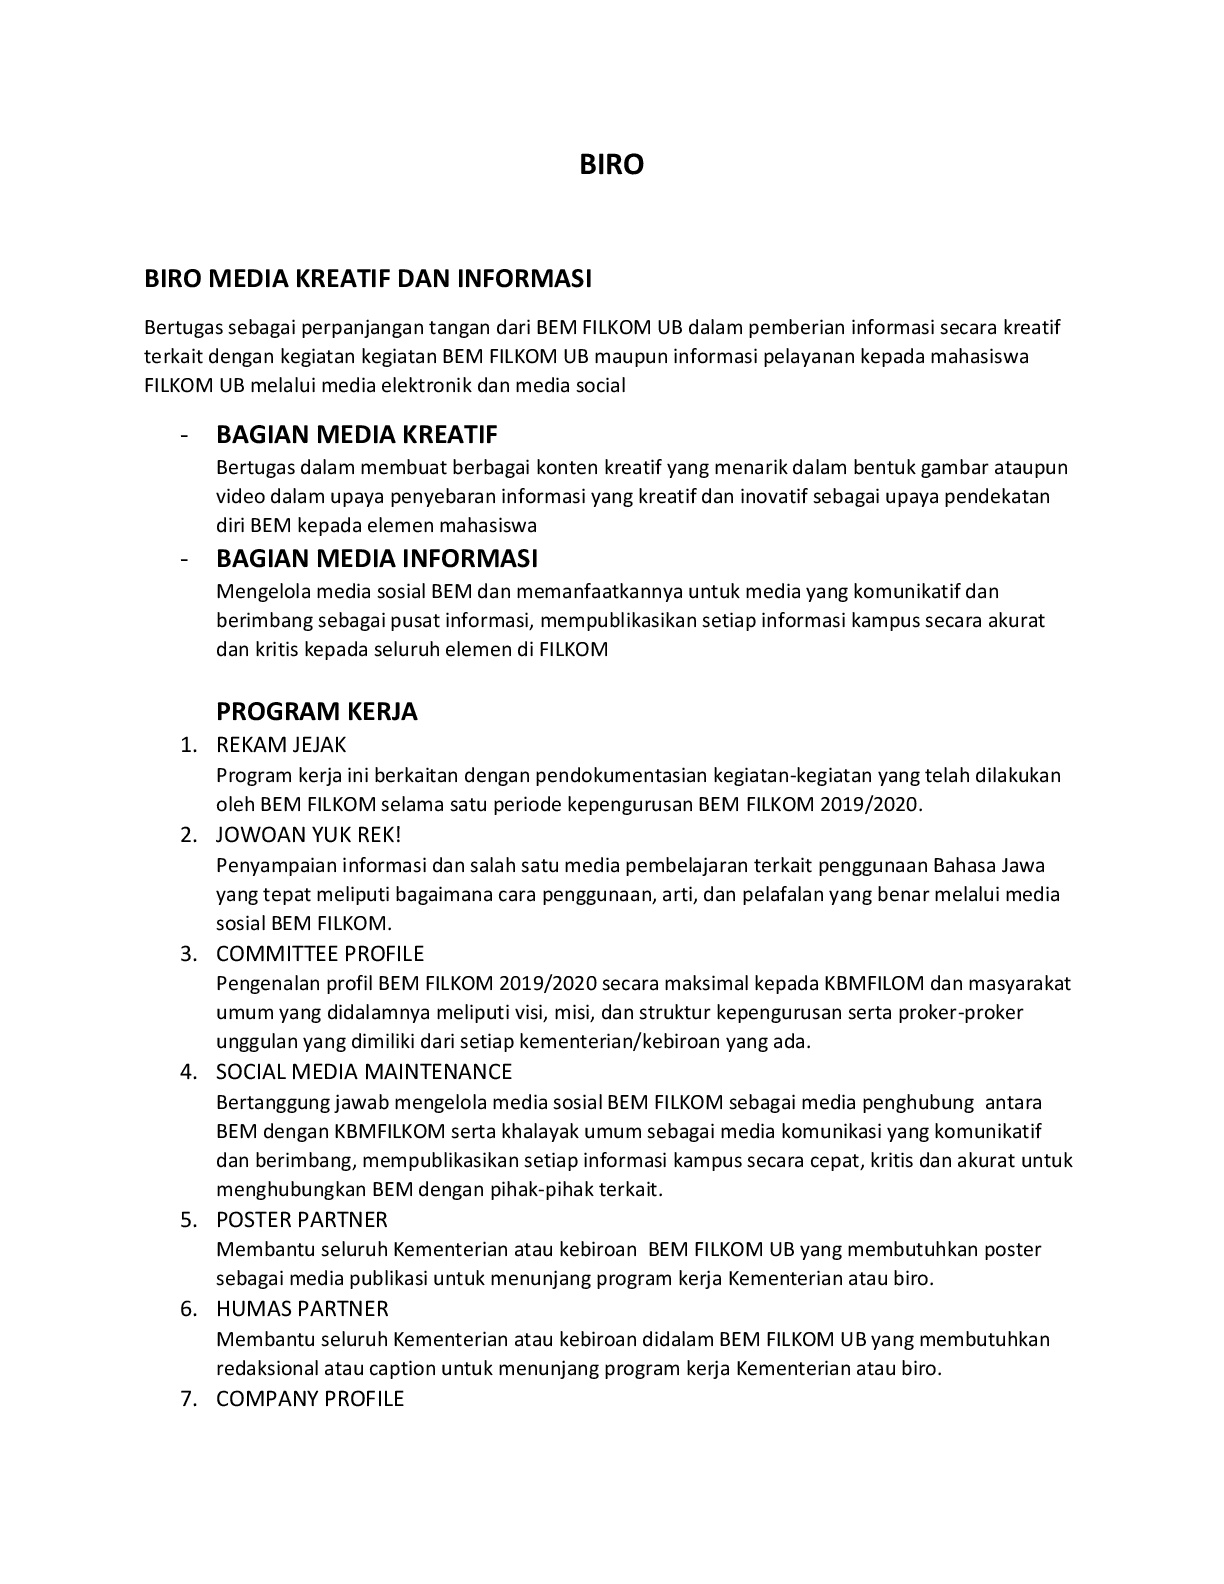 BIRO
BIRO MEDIA KREATIF DAN INFORMASI
Bertugas sebagai perpanjangan tangan dari BEM FILKOM UB dalam pemberian informasi secara kreatif
terkait dengan kegiatan kegiatan BEM FILKOM UB maupun informasi pelayanan kepada mahasiswa
FILKOM UB melalui media elektronik dan media social
- BAGIAN MEDIA KREATIF
Bertugas dalam membuat berbagai konten kreatif yang menarik dalam bentuk gambar ataupun
video dalam upaya penyebaran informasi yang kreatif dan inovatif sebagai upaya pendekatan
diri BEM kepada elemen mahasiswa
- BAGIAN MEDIA INFORMASI
Mengelola media sosial BEM dan memanfaatkannya untuk media yang komunikatif dan
berimbang sebagai pusat informasi, mempublikasikan setiap informasi kampus secara akurat
dan kritis kepada seluruh elemen di FILKOM
PROGRAM KERJA
1. REKAM JEJAK
Program kerja ini berkaitan dengan pendokumentasian kegiatan-kegiatan yang telah dilakukan
oleh BEM FILKOM selama satu periode kepengurusan BEM FILKOM 2019/2020.
2. JOWOAN YUK REK!
Penyampaian informasi dan salah satu media pembelajaran terkait penggunaan Bahasa Jawa
yang tepat meliputi bagaimana cara penggunaan, arti, dan pelafalan yang benar melalui media
sosial BEM FILKOM.
3. COMMITTEE PROFILE
Pengenalan profil BEM FILKOM 2019/2020 secara maksimal kepada KBMFILOM dan masyarakat
umum yang didalamnya meliputi visi, misi, dan struktur kepengurusan serta proker-proker
unggulan yang dimiliki dari setiap kementerian/kebiroan yang ada.
4. SOCIAL MEDIA MAINTENANCE
Bertanggung jawab mengelola media sosial BEM FILKOM sebagai media penghubung  antara
BEM dengan KBMFILKOM serta khalayak umum sebagai media komunikasi yang komunikatif
dan berimbang, mempublikasikan setiap informasi kampus secara cepat, kritis dan akurat untuk
menghubungkan BEM dengan pihak-pihak terkait.
5. POSTER PARTNER
Membantu seluruh Kementerian atau kebiroan  BEM FILKOM UB yang membutuhkan poster
sebagai media publikasi untuk menunjang program kerja Kementerian atau biro.
6. HUMAS PARTNER
Membantu seluruh Kementerian atau kebiroan didalam BEM FILKOM UB yang membutuhkan
redaksional atau caption untuk menunjang program kerja Kementerian atau biro.
7. COMPANY PROFILE